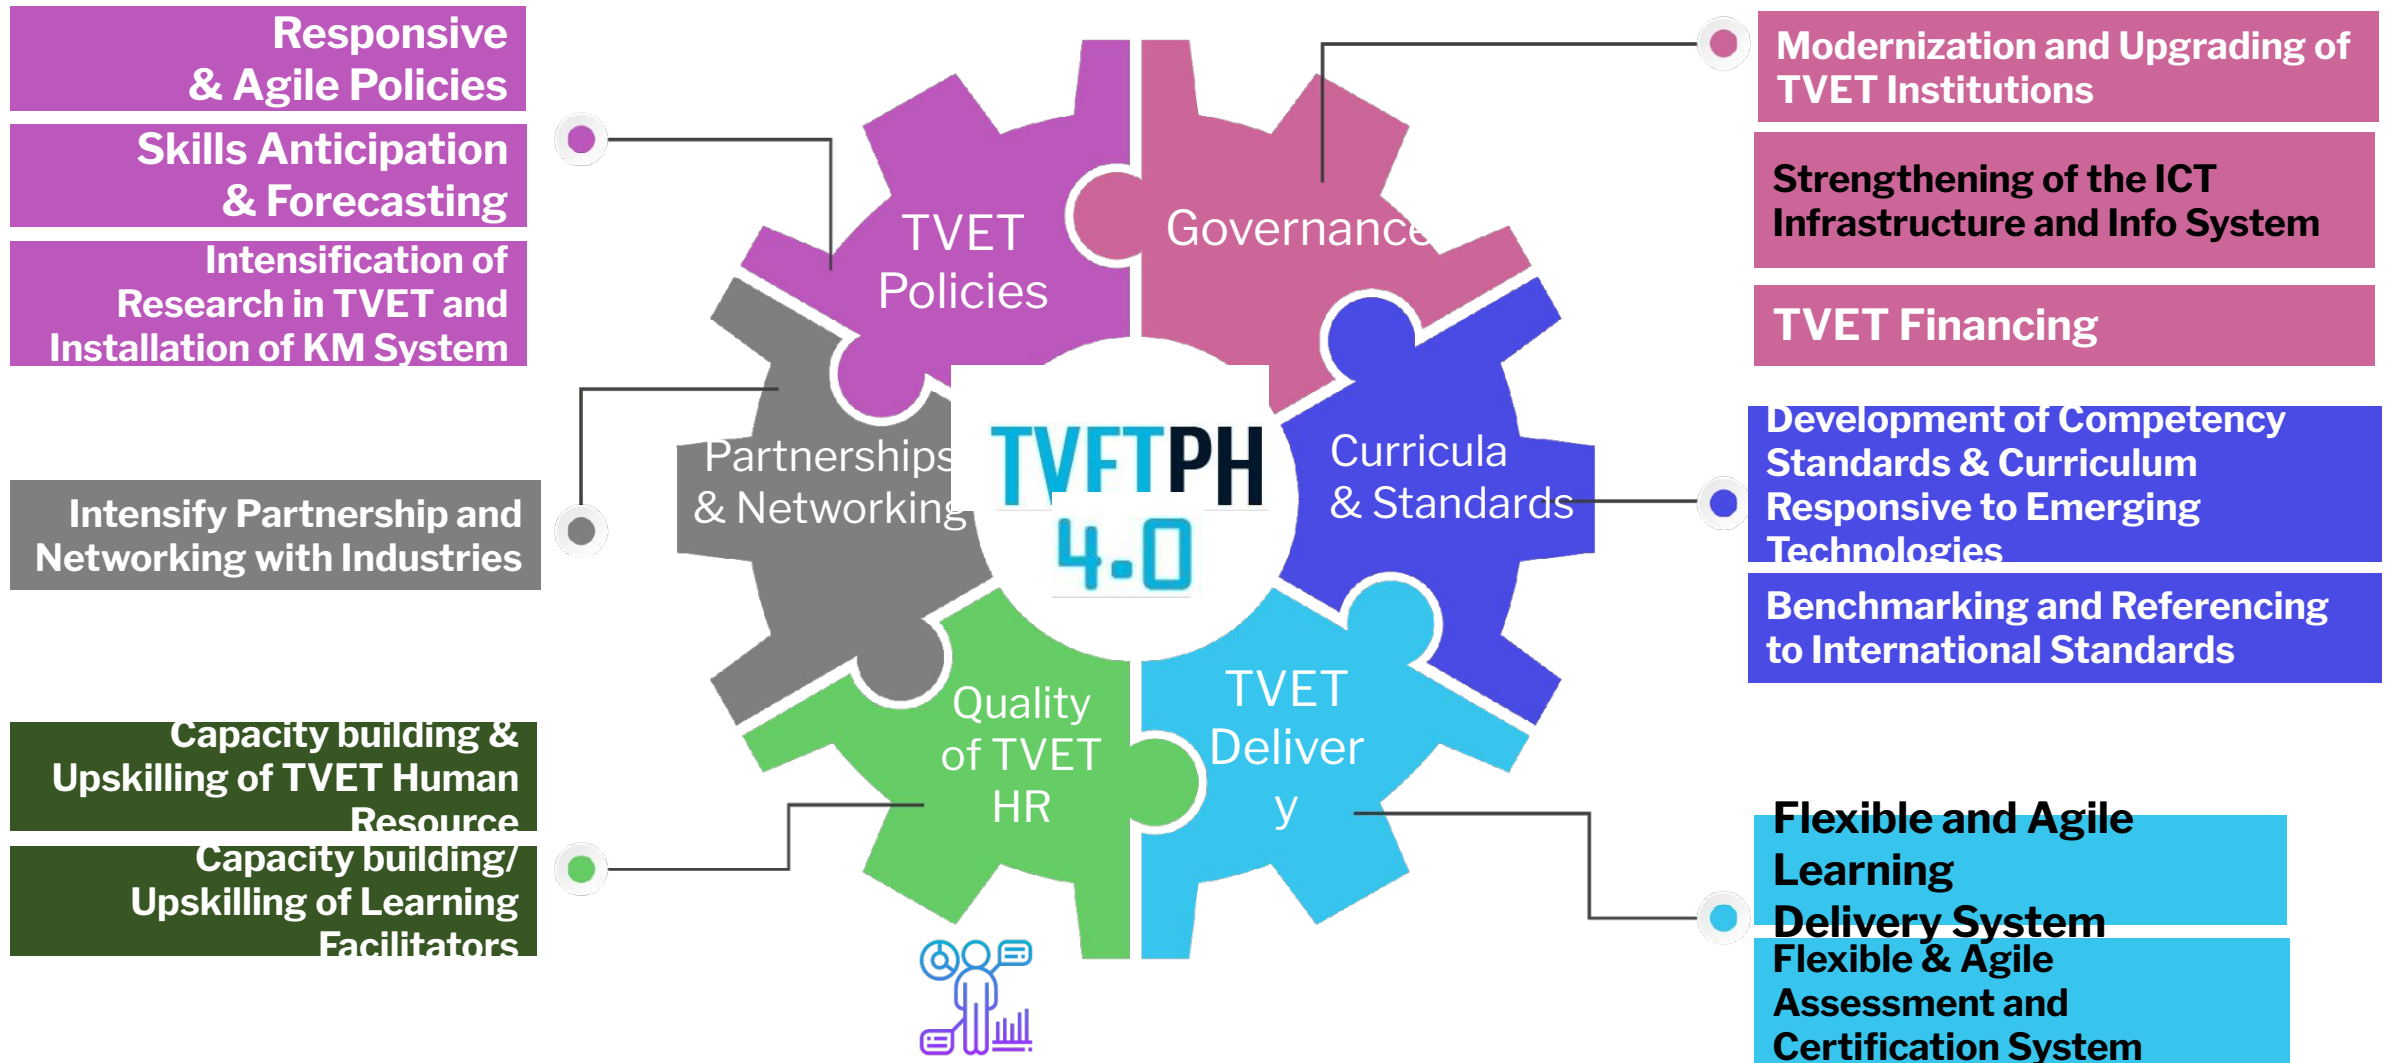 Responsive
& Agile Policies
Skills Anticipation
& Forecasting
Intensification of
Research in TVET and
Installation of KM System
Intensify Partnership and
Networking with Industries
Capacity building &
Upskilling of TVET Human
Resource
Capacity building/
Upskilling of Learning
Facilitators
TVET
Policies
Governance
Partnerships
& Networking
TVETPH
4.0
Curricula
& Standards
Quality
of TVET
HR
TVET
Deliver
y
Modernization and Upgrading of
TVET Institutions
Strengthening of the ICT
Infrastructure and Info System
TVET Financing
Development of Competency
Standards & Curriculum
Responsive to Emerging
Technologies
Benchmarking and Referencing
to International Standards
Flexible and Agile
Learning
Delivery System
Flexible & Agile
Assessment and
Certification System